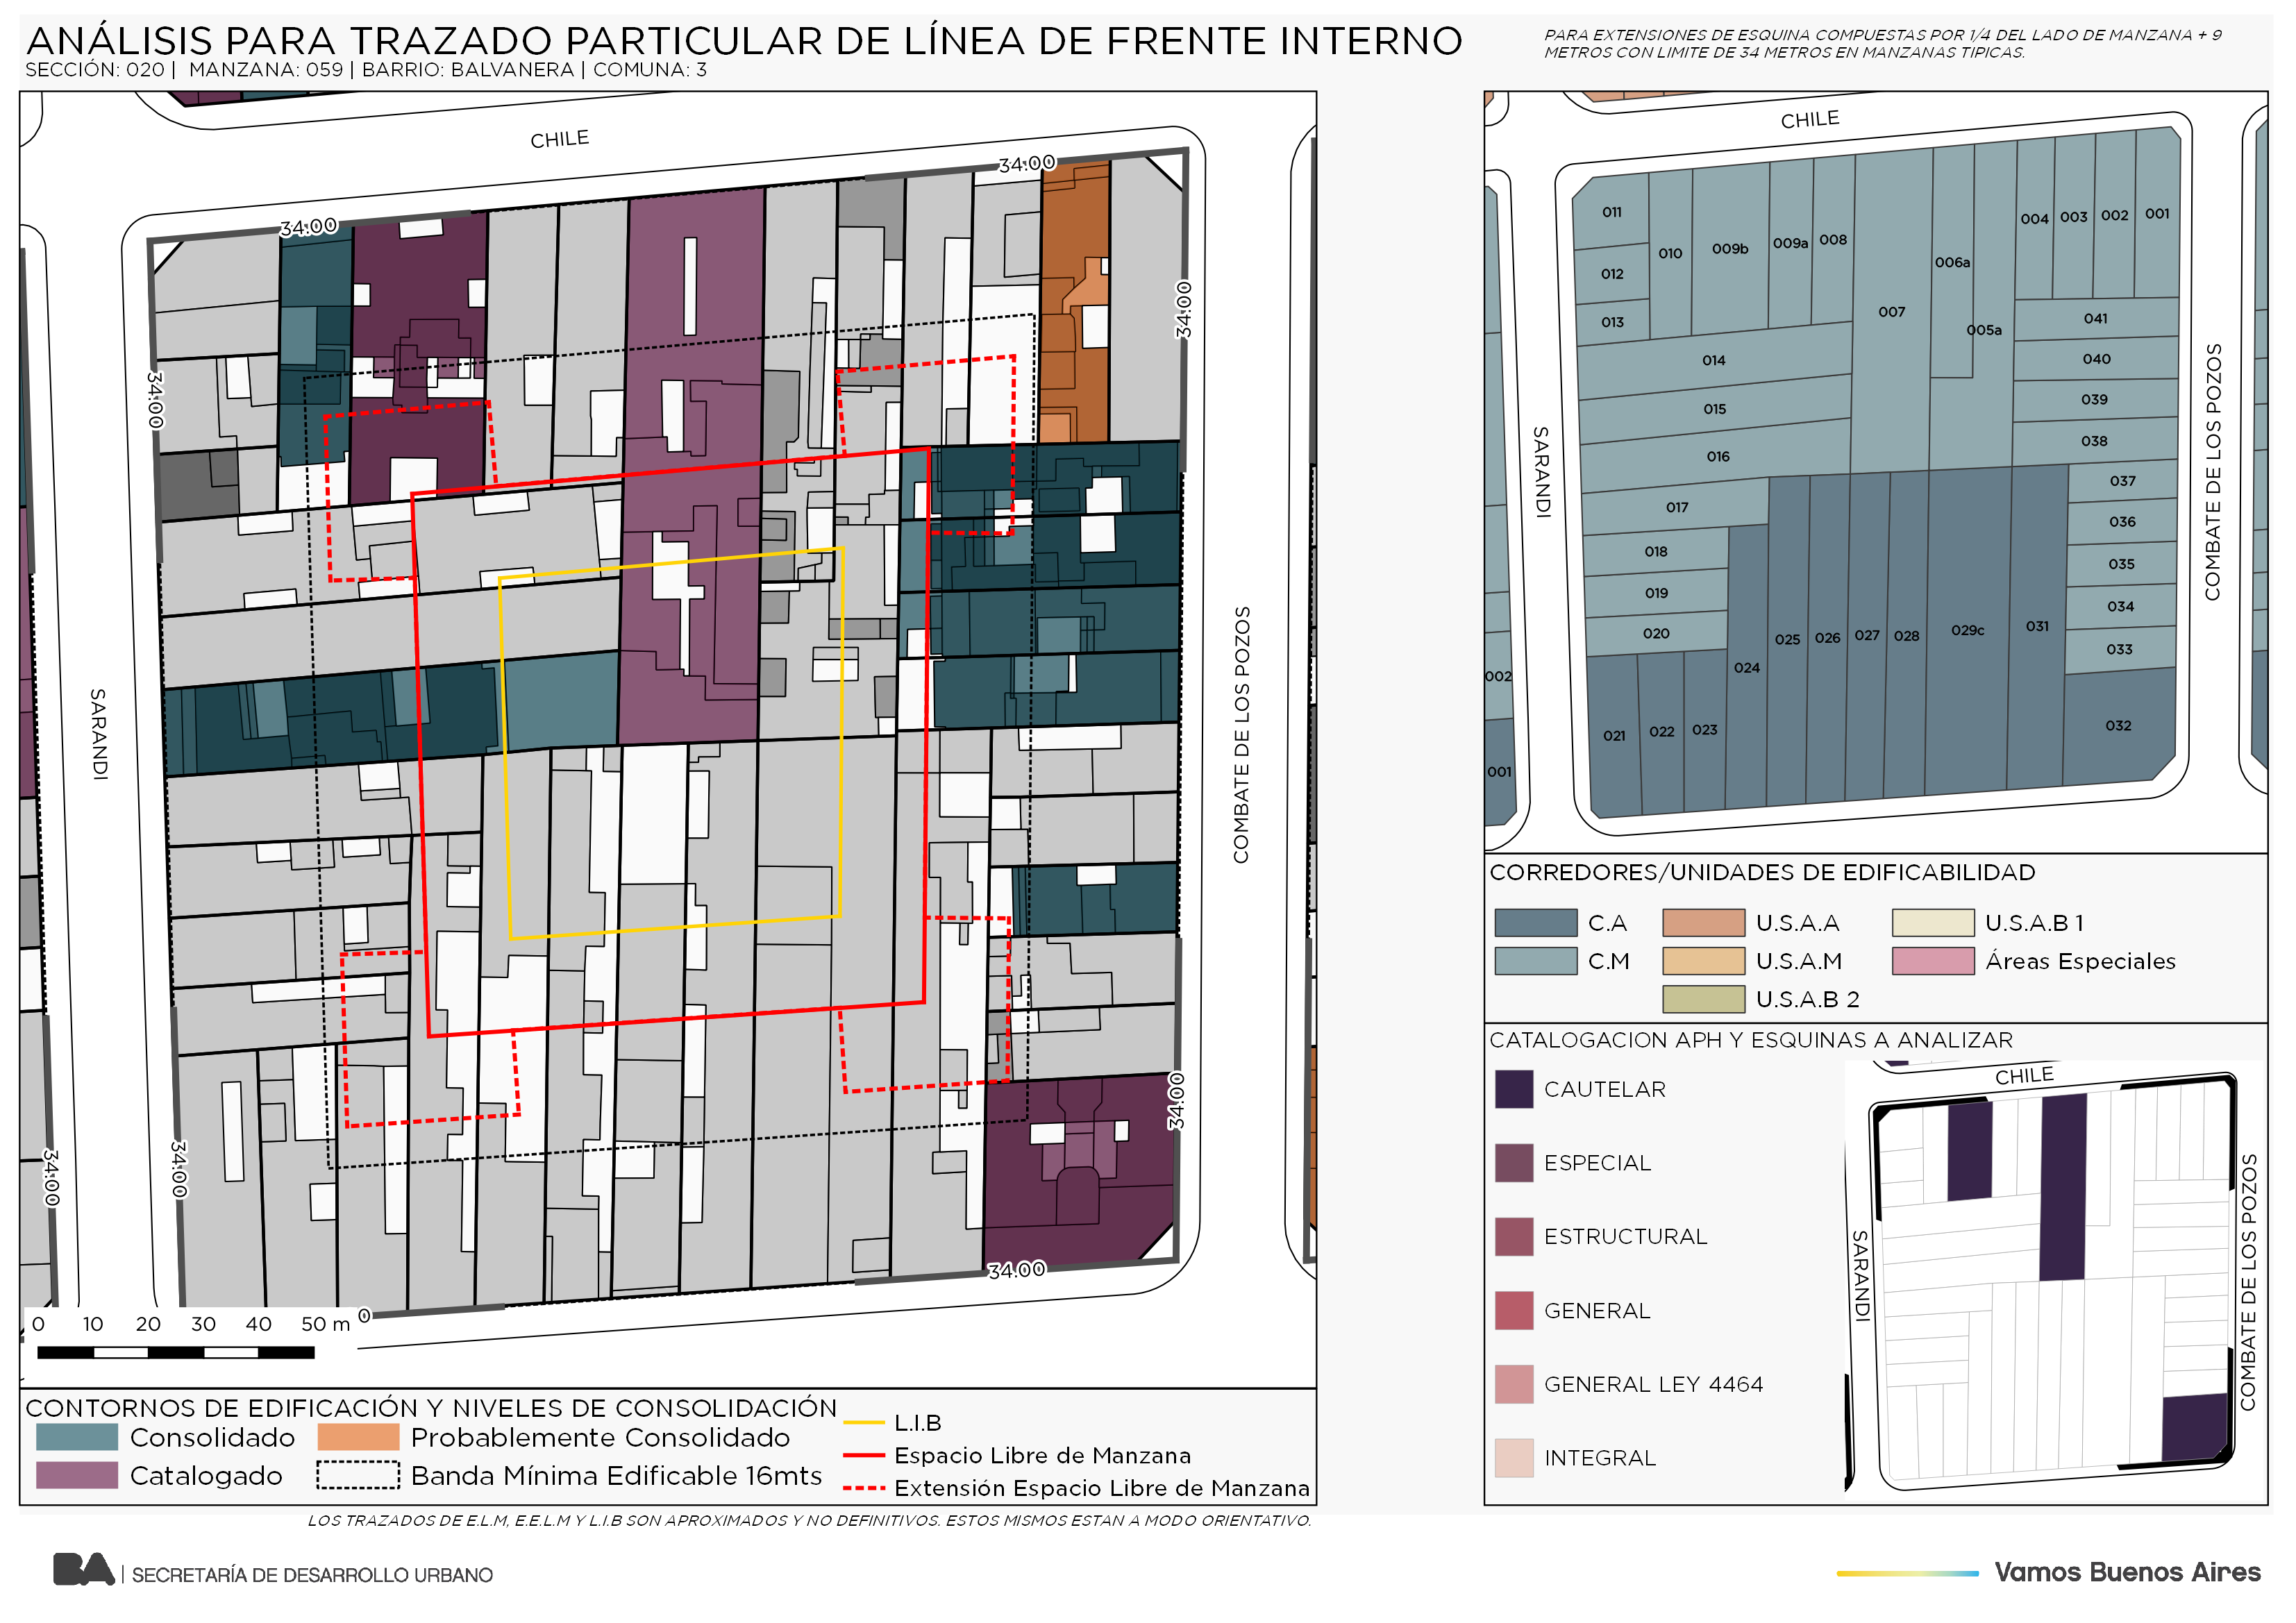 ANÁLISIS PARA TRAZADO PARTICULAR DE LÍNEA DE FRENTE INTERNO
SECCIÓN: 020 | MANZANA: 059 | BARRIO: BALVANERA | COMUNA: 3
PARA EXTENSIONES DE ESQUINA COMPUESTAS POR 1/4 DEL LADO DE MANZANA + 9
METROS CON LIMITE DE 34 METROS EN MANZANAS TIPICAS.
CHILE
34.00
34.00
34.00
34.00
SARANDI
COMBATE DE LOS POZOS
34.00
34.00
34.00
34.00
0
0 10 20 30 40 50 m
CONTORNOS DE EDIFICACIÓN Y NIVELES DE CONSOLIDACIÓN
Consolidado
Probablemente Consolidado
Catalogado
Banda Mínima Edificable 16mts
L.I.B
Espacio Libre de Manzana
Extensión Espacio Libre de Manzana
LOS TRAZADOS DE E.L.M, E.E.L.M Y L.I.B SON APROXIMADOS Y NO DEFINITIVOS. ESTOS MISMOS ESTAN A MODO ORIENTATIVO.
CHILE
011
012
013
010
009b
009a
008
007
006a
005a
004
003
002
001
014
015
016
017
018
019
020
041
040
039
038
037
036
035
034
033
032
021
022
023
024
025
026
027
028
029c
031
002
001
SARANDI
COMBATE DE LOS POZOS
CORREDORES/UNIDADES DE EDIFICABILIDAD
C.A
U.S.A.A
U.S.A.B 1
C.M
U.S.A.M
Áreas Especiales
U.S.A.B 2
CATALOGACION APH Y ESQUINAS A ANALIZAR
CAUTELAR
ESPECIAL
ESTRUCTURAL
GENERAL
GENERAL LEY 4464
INTEGRAL
CHILE
SARANDI
COMBATE DE LOS POZOS
BA | SECRETARÍA DE DESARROLLO URBANO
Vamos Buenos Aires